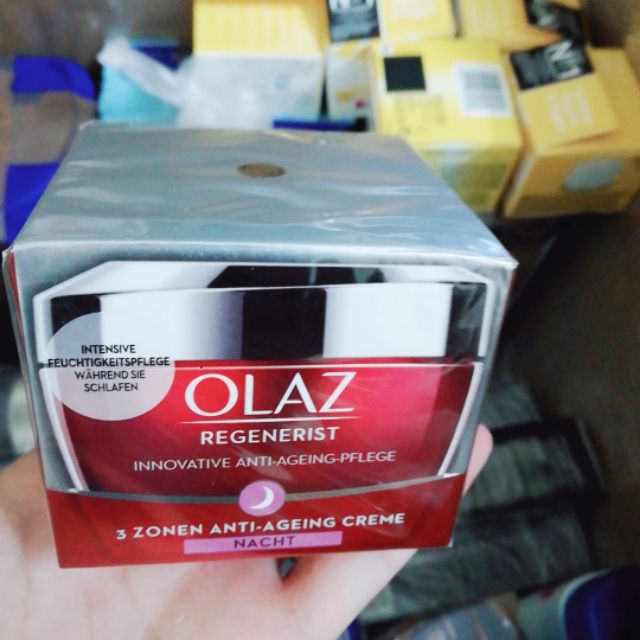 INTENSIVE
FEUCHTIGKEITSPFLEGE
WÄHREND SIE
SCHLAFEN
OLAZ
REGENERIST
INNOVATIVE ANTI-AGEING-PFLEGE
3 ZONEN ANTI-AGEING CREME
NACHT